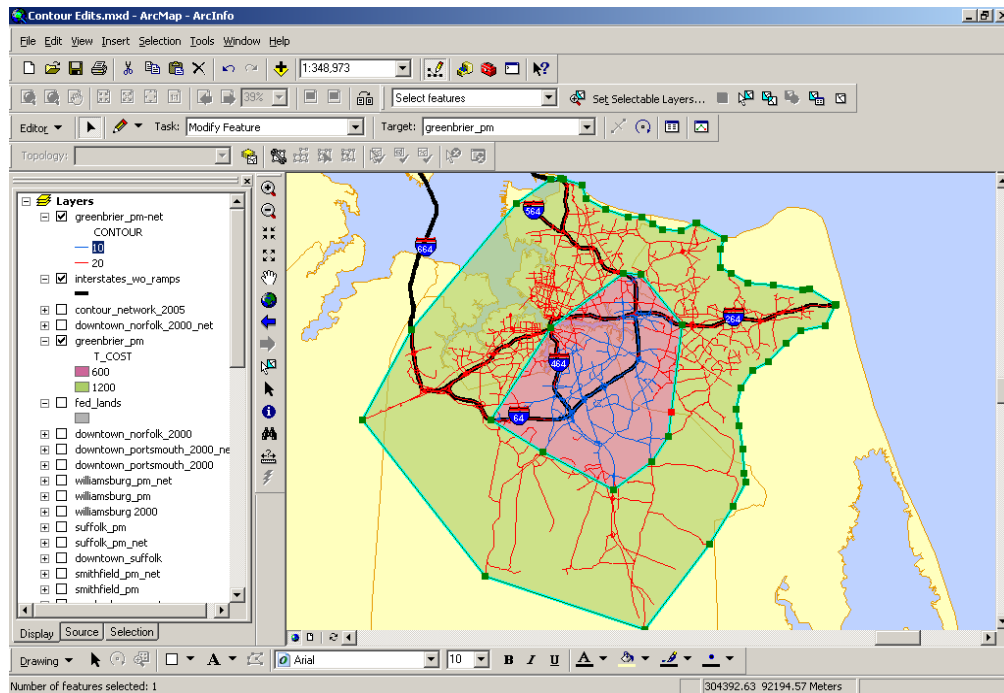 Contour Edits.mxd - ArcMap - ArcInfo
File Edit View Insert Selection Tools Window Help
1:348,973
39% Select features Set Selectable Layers...
Editor Task: Modify Feature Target: greenbrier_pm
Topology:
Layers
greenbrier_pm-net
CONTOUR
10
20
interstates_wo_ramps
contour_network_2005
downtown_norfolk_2000_net
greenbrier_pm
T_COST
600
1200
fed_lands
downtown_norfolk_2000
downtown_portsmouth_2000_ne
downtown_portsmouth_2000
williamsburg_pm_net
williamsburg_pm
williamsburg 2000
suffolk_pm
suffolk_pm_net
downtown_suffolk
smithfield_pm_net
smithfield_pm
Display Source Selection
564
664
264
464
64
Drawing A Arial 10 B I U A
Number of features selected: 1
304392.63 92194.57 Meters